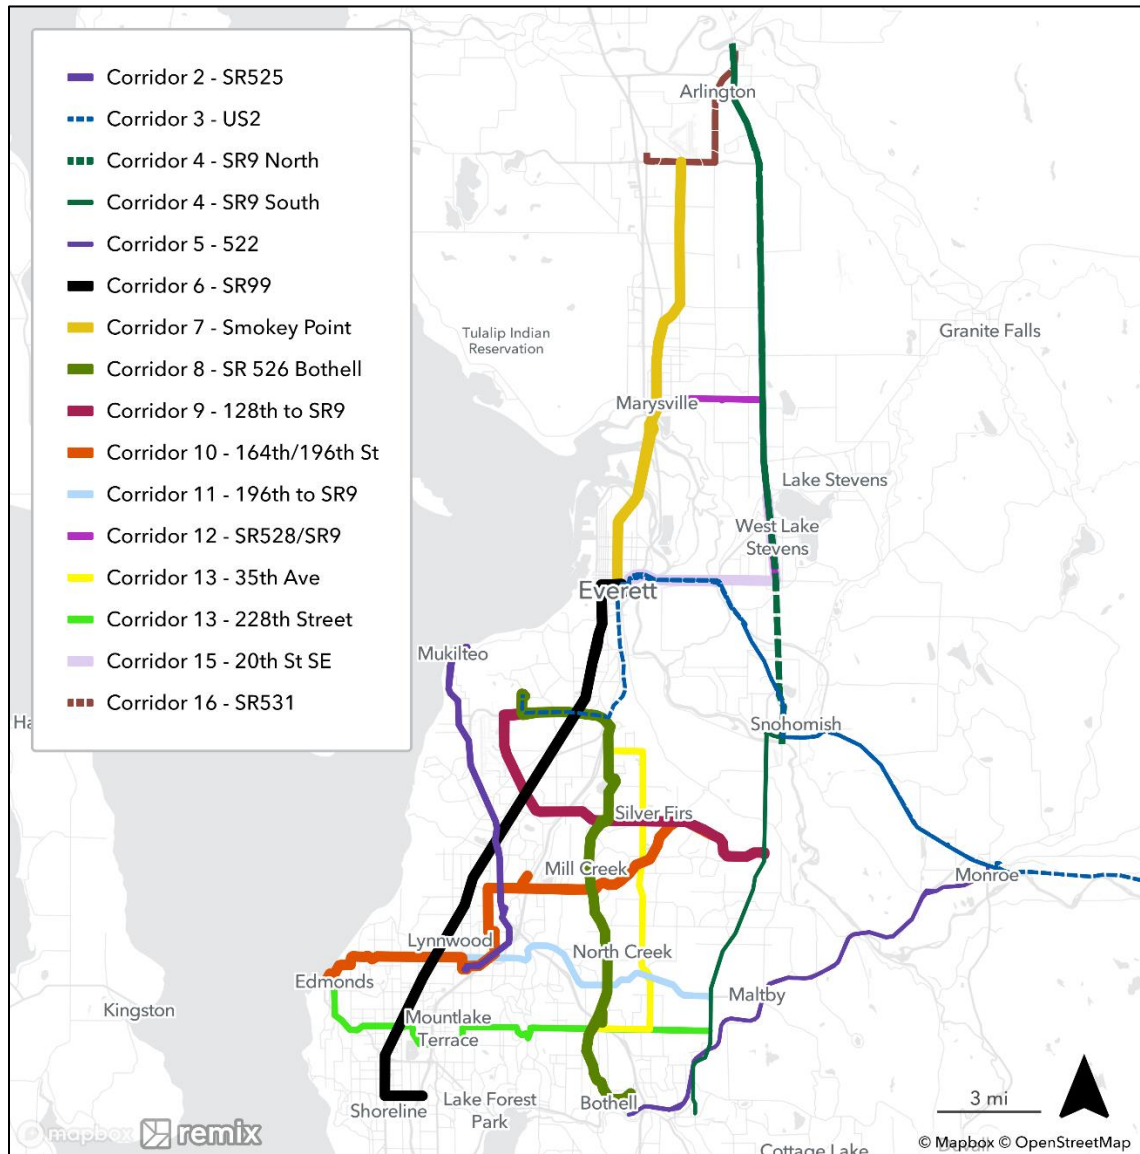 Corridor 2 - SR525
Corridor 3 - US2
Corridor 4 - SR9 North
Corridor 4 - SR9 South
Corridor 5 - 522
Corridor 6 - SR99
Corridor 7 - Smokey Point
Corridor 8 - SR 526 Bothell
Corridor 9 - 128th to SR9
Corridor 10 - 164th/196th St
Corridor 11 - 196th to SR9
Corridor 12 - SR528/SR9
Corridor 13 - 35th Ave
Corridor 13 - 228th Street
Corridor 15 - 20th St SE
Corridor 16 - SR531
Arlington
Tulalip Indian
Reservation
Granite Falls
Marysville
Lake Stevens
West Lake
Stevens
Everett
Mukilteo
Snohomish
Silver Firs
Mill Creek
Monroe
Lynnwood
North Creek
Edmonds
Maltby
Kingston
Mountlake
Terrace
Shoreline
Lake Forest
Park
Bothell
3 mi
mapbox
remix
Cottage Lake
© Mapbox © OpenStreetMap